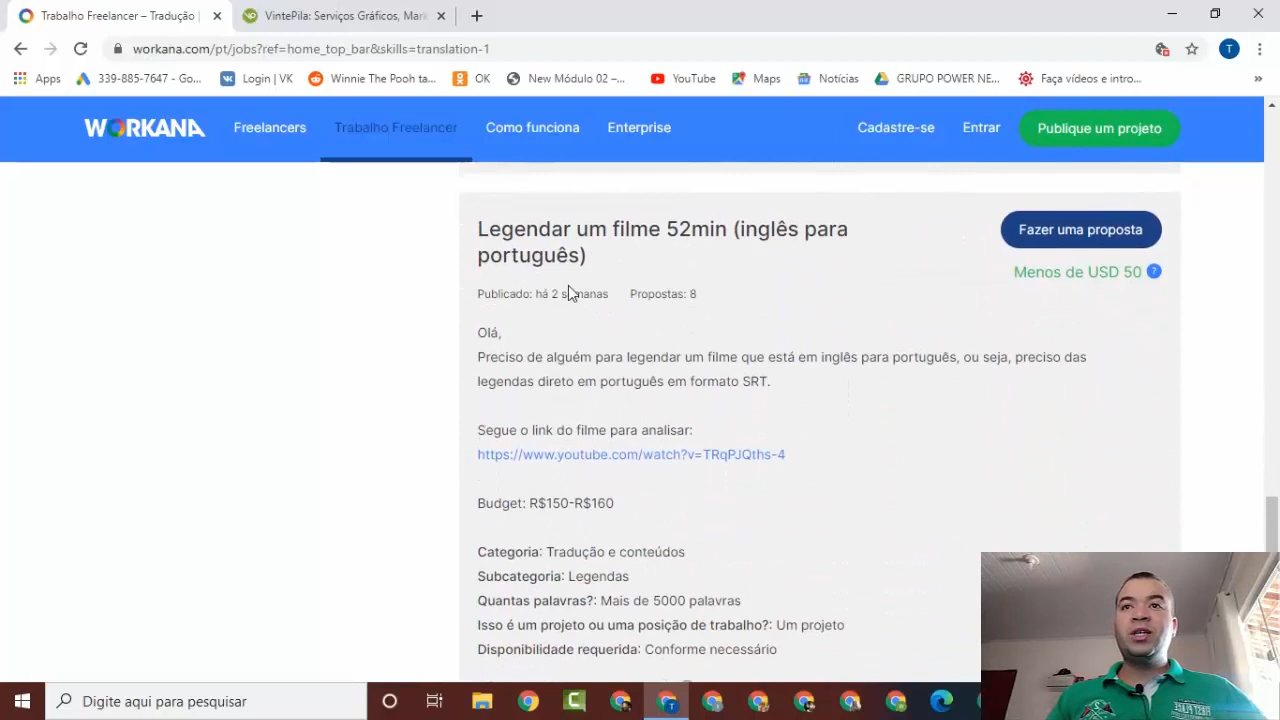 Trabalho Freelancer – Tradução
VintePila: Serviços Gráficos, Mark
workana.com/pt/jobs?ref=home_top_bar&skills=translation-1
T
Apps
339-885-7647 - Go...
Login | VK
Winnie The Pooh ta...
OK
New Módulo 02 –...
YouTube
Maps
Notícias
GRUPO POWER NE...
Faça vídeos e intro...
»
WORKANA
Freelancers
Trabalho Freelancer
Como funciona
Enterprise
Cadastre-se
Entrar
Publique um projeto
Legendar um filme 52min (inglês para
português)
Fazer uma proposta
Menos de USD 50 ?
Publicado: há 2 semanas
Propostas: 8
Olá,
Preciso de alguém para legendar um filme que está em inglês para português, ou seja, preciso das
legendas direto em português em formato SRT.
Segue o link do filme para analisar:
https://www.youtube.com/watch?v=TRqPJQths-4
Budget: R$150-R$160
Categoria: Tradução e conteúdos
Subcategoria: Legendas
Quantas palavras?: Mais de 5000 palavras
Isso é um projeto ou uma posição de trabalho?: Um projeto
Disponibilidade requerida: Conforme necessário
Digite aqui para pesquisar